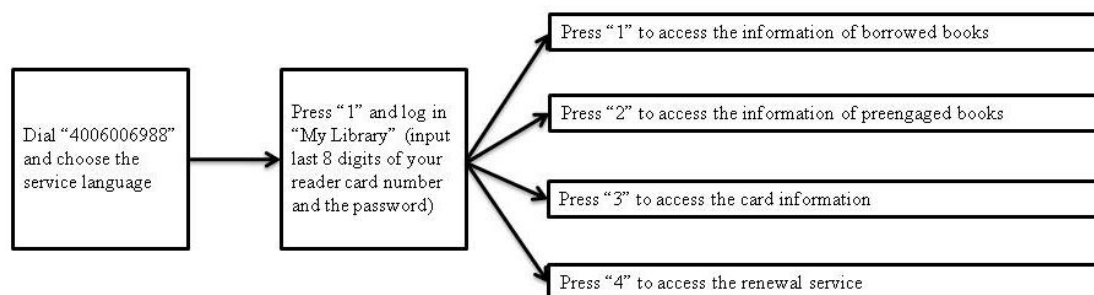 Dial “4006006988”
and choose the
service language
Press “1” and log in
“My Library” (input
last 8 digits of your
reader card number
and the password)
Press “1” to access the information of borrowed books
Press “2” to access the information of preengaged books
Press “3” to access the card information
Press “4” to access the renewal service